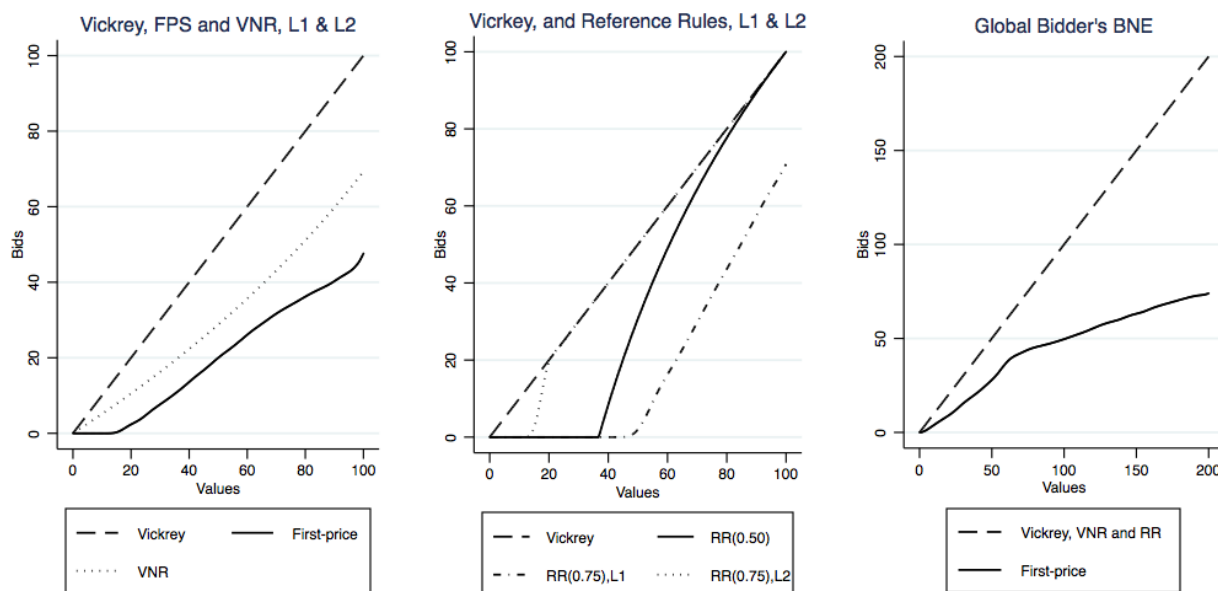 Vickrey, FPS and VNR, L1 & L2
100
80
60
40
20
0
Bids
0 20 40 60 80 100
Values
Vickrey
First-price
VNR
Vicrkey, and Reference Rules, L1 & L2
100
80
60
40
20
0
Bids
0 20 40 60 80 100
Values
Vickrey
RR(0.50)
RR(0.75),L1
RR(0.75),L2
Global Bidder's BNE
200
150
100
50
0
Bids
0 50 100 150 200
Values
Vickrey, VNR and RR
First-price